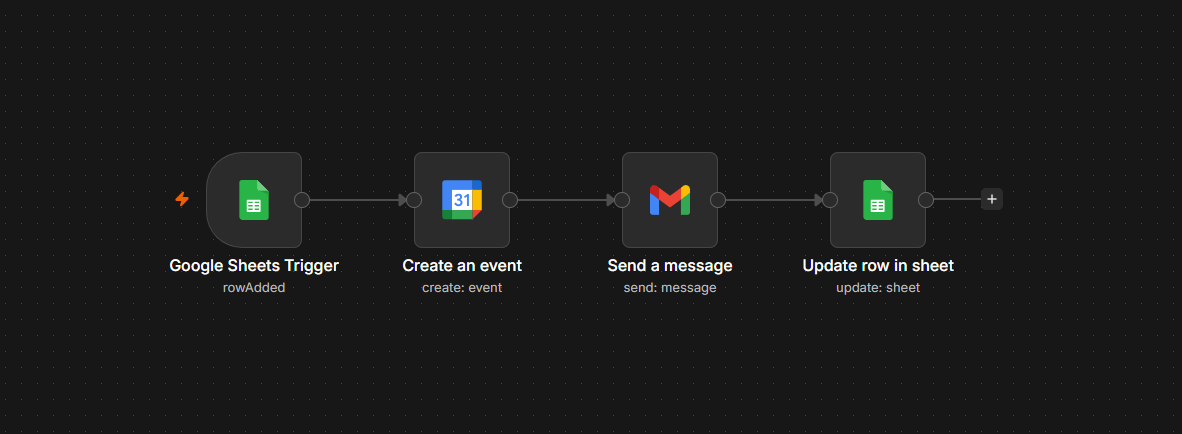 31
Google Sheets Trigger
rowAdded
Create an event
create: event
Send a message
send: message
Update row in sheet
update: sheet